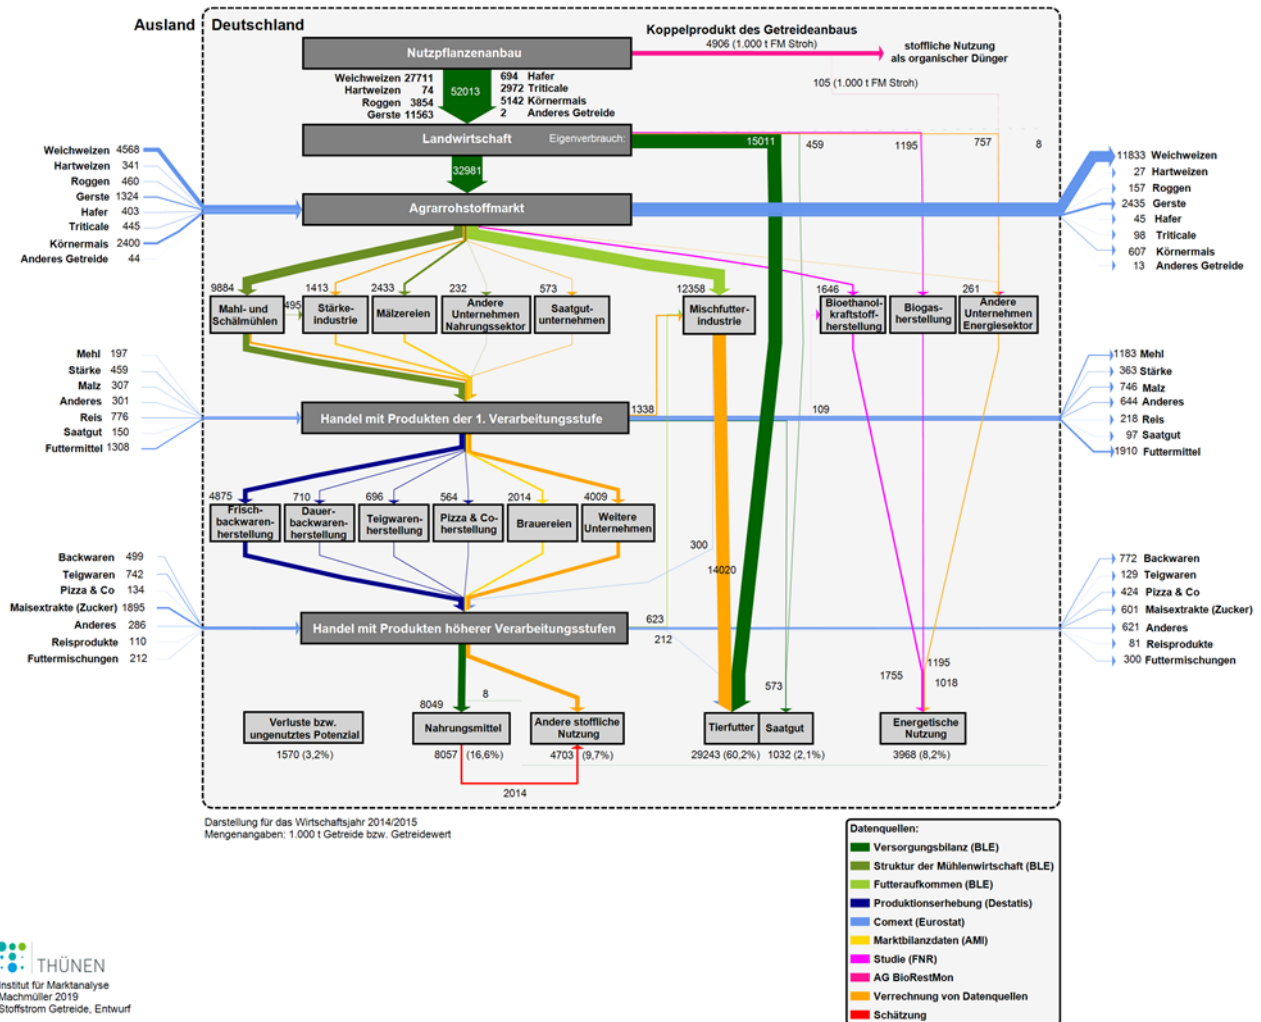 Ausland
Deutschland
Koppelprodukt des Getreideanbaus
4906 (1.000 t FM Stroh)
stoffliche Nutzung
als organischer Dünger
105 (1.000 t FM Stroh)
Nutzpflanzenanbau
Weichweizen 27711
Hartweizen 74
Roggen 3854
Gerste 11563
52013
694 Hafer
2972 Triticale
5142 Körnermais
2 Anderes Getreide
Landwirtschaft
Eigenverbrauch:
15011
459
1195
757
8
32981
Agrarrohstoffmarkt
Weichweizen 4568
Hartweizen 341
Roggen 460
Gerste 1324
Hafer 403
Triticale 445
Körnermais 2400
Anderes Getreide 44
11833 Weichweizen
27 Hartweizen
157 Roggen
2435 Gerste
45 Hafer
98 Triticale
607 Körnermais
13 Anderes Getreide
9884
1413
2433
232
573
12358
1646
261
Mahl- und
Schälmühlen
495
Stärke-
industrie
Mälzereien
Andere
Unternehmen
Nahrungssektor
Saatgut-
unternehmen
Mischfutter-
industrie
Bioethanol-
kraftstoff-
herstellung
Biogas-
herstellung
Andere
Unternehmen
Energiesektor
Mehl 197
Stärke 459
Malz 307
Anderes 301
Reis 776
Saatgut 150
Futtermittel 1308
Handel mit Produkten der 1. Verarbeitungsstufe
1338
109
1183 Mehl
363 Stärke
746 Malz
644 Anderes
218 Reis
97 Saatgut
1910 Futtermittel
4875
710
696
564
2014
4009
Frisch-
backwaren-
herstellung
Dauer-
backwaren-
herstellung
Teigwaren-
herstellung
Pizza & Co-
herstellung
Brauereien
Weitere
Unternehmen
300
14020
Backwaren 499
Teigwaren 742
Pizza & Co 134
Maisextrakte (Zucker) 1895
Anderes 286
Reisprodukte 110
Futtermischungen 212
Handel mit Produkten höherer Verarbeitungsstufen
623
212
772 Backwaren
129 Teigwaren
424 Pizza & Co
601 Maisextrakte (Zucker)
621 Anderes
81 Reisprodukte
300 Futtermischungen
8049
8
573
1755
1195
1018
Verluste bzw.
ungenutztes Potenzial
1570 (3,2%)
Nahrungsmittel
8057 (16,6%)
Andere stoffliche
Nutzung
4703 (9,7%)
2014
Tierfutter
29243 (60,2%)
Saatgut
1032 (2,1%)
Energetische
Nutzung
3968 (8,2%)
Darstellung für das Wirtschaftsjahr 2014/2015
Mengenangaben: 1.000 t Getreide bzw. Getreidewert
Datenquellen:
Versorgungsbilanz (BLE)
Struktur der Mühlenwirtschaft (BLE)
Futteraufkommen (BLE)
Produktionserhebung (Destatis)
Comext (Eurostat)
Marktbilanzdaten (AMI)
Studie (FNR)
AG BioRestMon
Verrechnung von Datenquellen
Schätzung
THÜNEN
Institut für Marktanalyse
Machmüller 2019
Stoffstrom Getreide, Entwurf